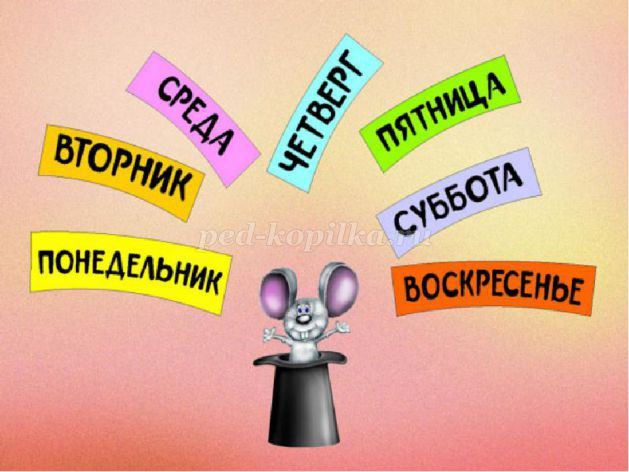 ПОНЕДЕЛЬНИК
ВТОРНИК
СРЕДА
ЧЕТВЕРГ
ПЯТНИЦА
СУББОТА
ВОСКРЕСЕНЬЕ
ped-kopilka.ru